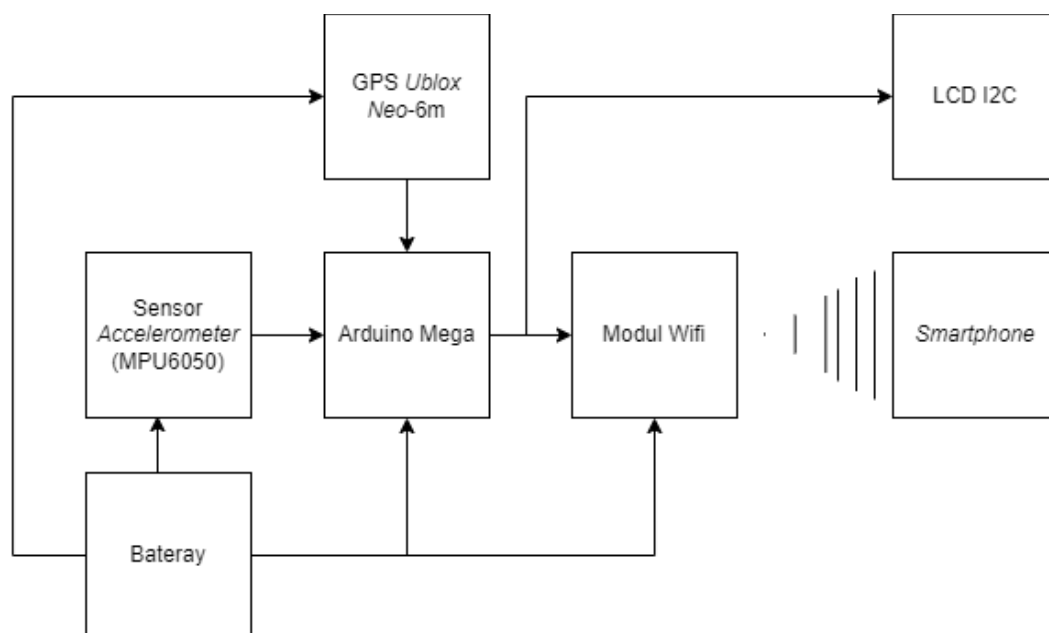 GPS Ublox
Neo-6m
LCD I2C
Sensor
Accelerometer
(MPU6050)
Arduino Mega
Modul Wifi
Smartphone
Bateray